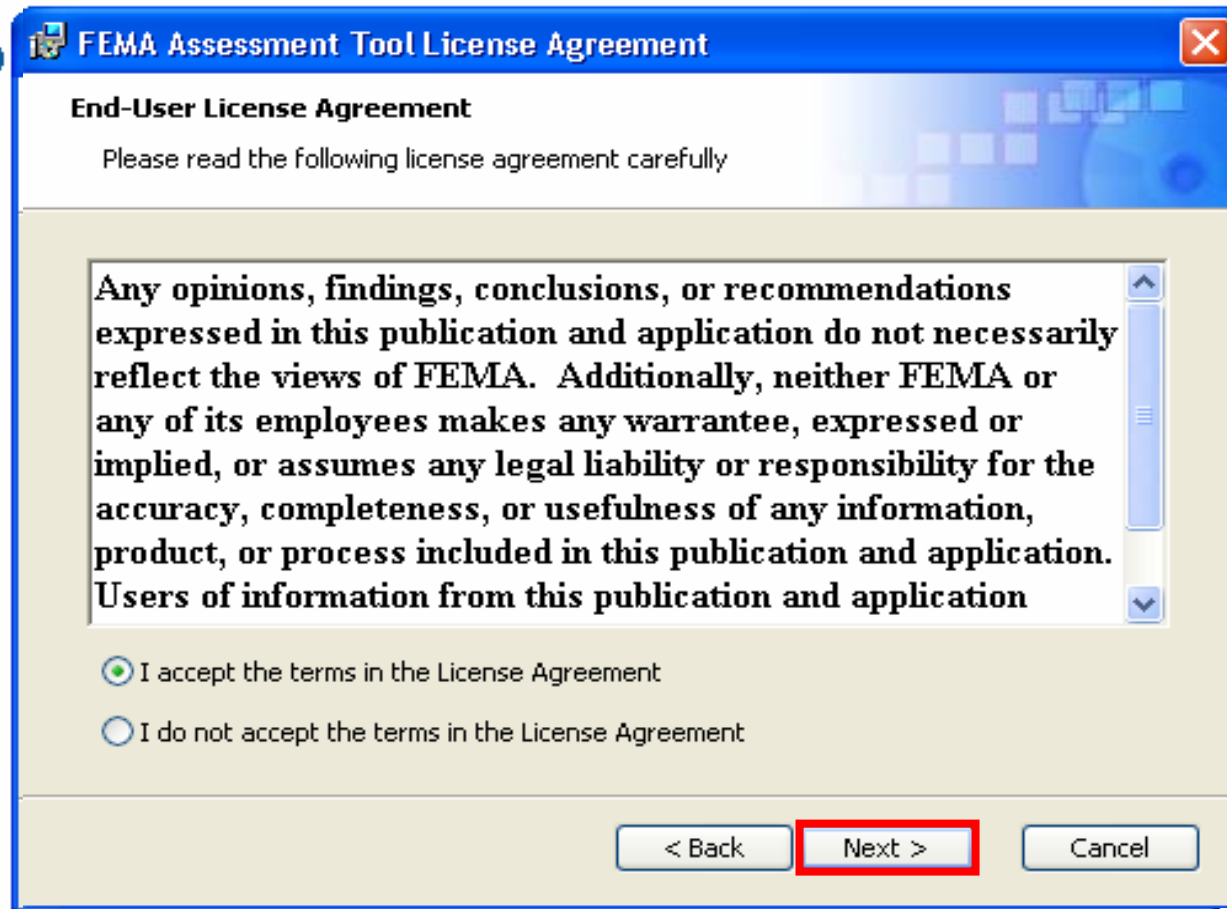 FEMA Assessment Tool License Agreement
End-User License Agreement
Please read the following license agreement carefully
Any opinions, findings, conclusions, or recommendations
expressed in this publication and application do not necessarily
reflect the views of FEMA.  Additionally, neither FEMA or
any of its employees makes any warrantee, expressed or
implied, or assumes any legal liability or responsibility for the
accuracy, completeness, or usefulness of any information,
product, or process included in this publication and application.
Users of information from this publication and application
I accept the terms in the License Agreement
I do not accept the terms in the License Agreement
< Back Next > Cancel